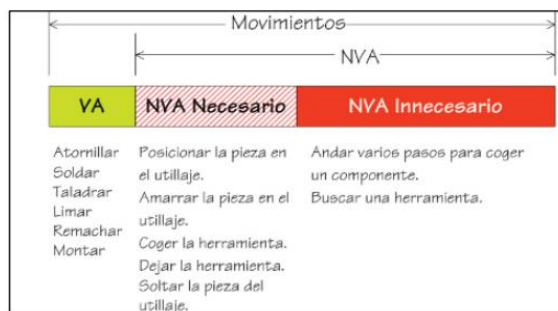 Movimientos
NVA
VA
NVA Necesario
NVA Innecesario
Atornillar
Soldar
Taladrar
Limar
Remachar
Montar
Posicionar la pieza en
el utillaje.
Amarrar la pieza en el
utillaje.
Coger la herramienta.
Dejar la herramienta.
Soltar la pieza del
utillaje.
Andar varios pasos para coger
un componente.
Buscar una herramienta.